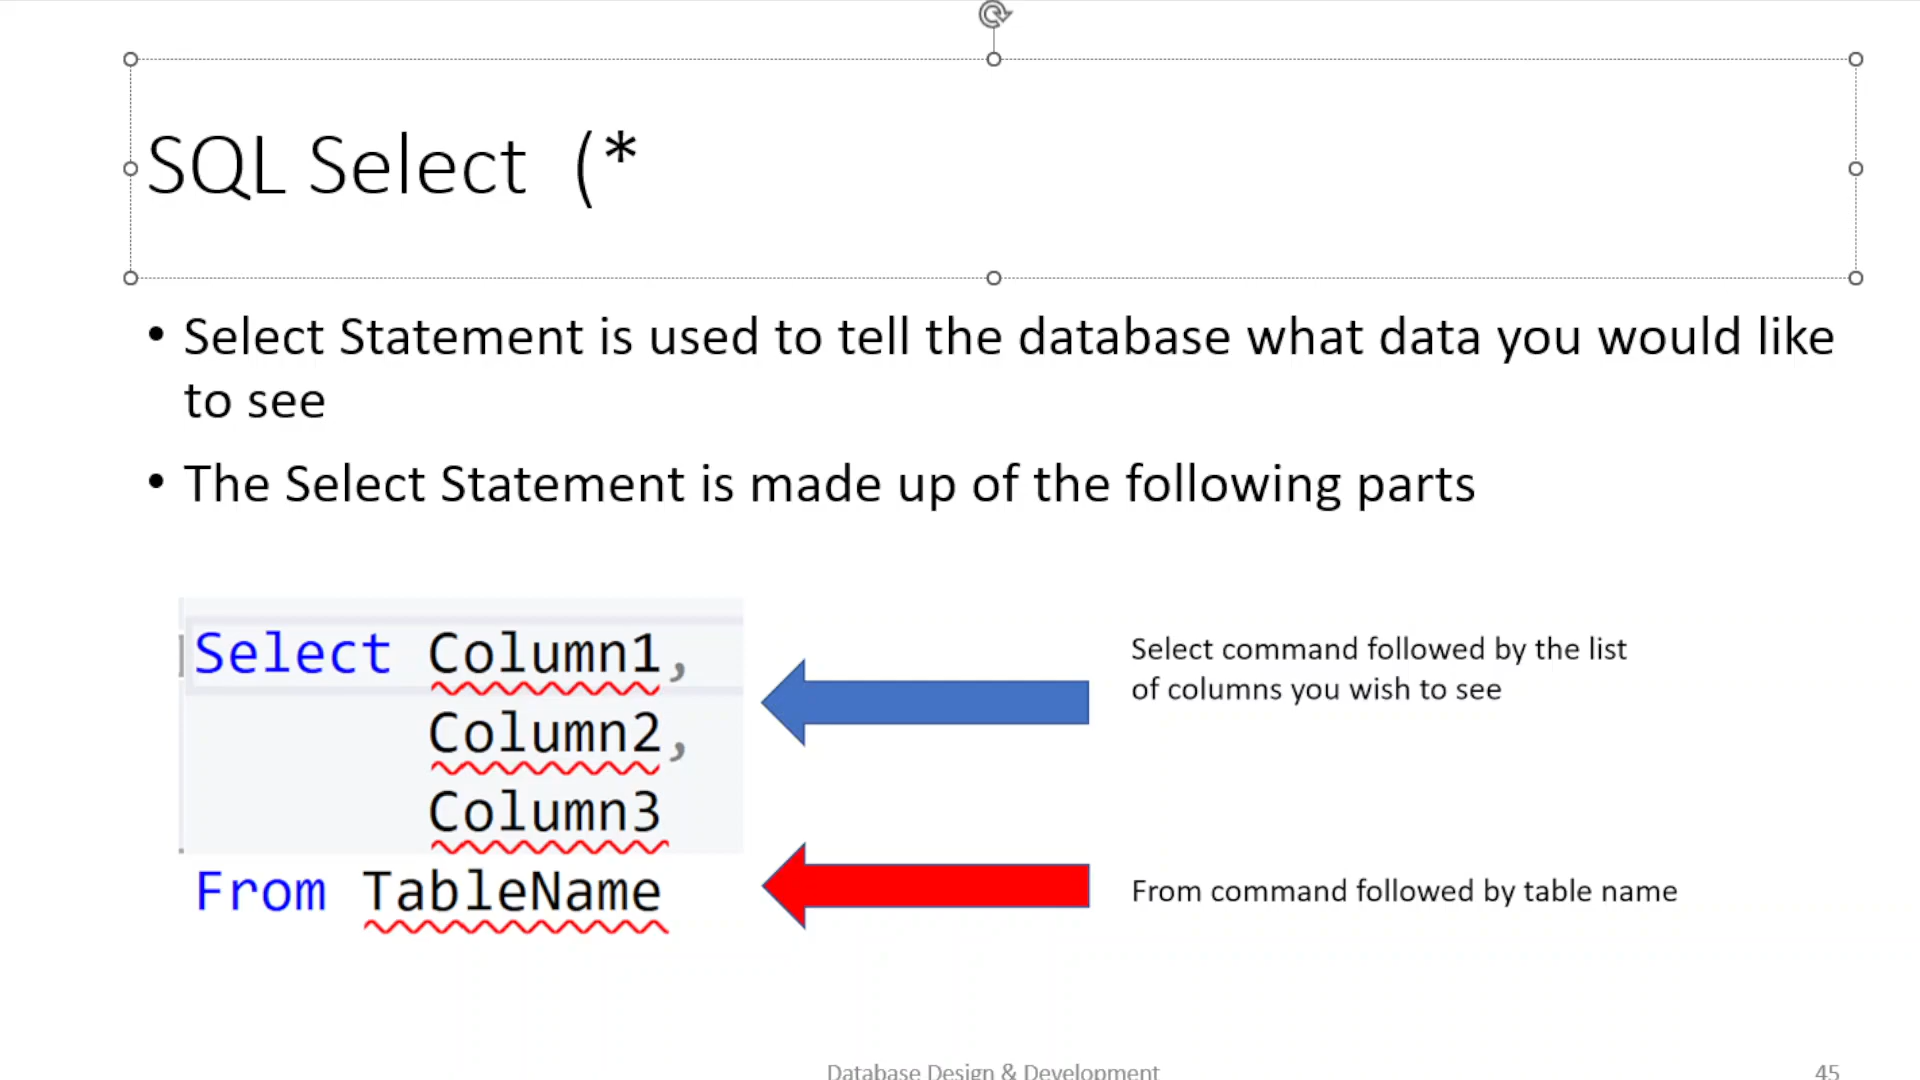 SQL Select  (*
• Select Statement is used to tell the database what data you would like
to see
• The Select Statement is made up of the following parts
Select Column1,
Column2,
Column3
From TableName
Select command followed by the list
of columns you wish to see
From command followed by table name
Database Design & Development
45